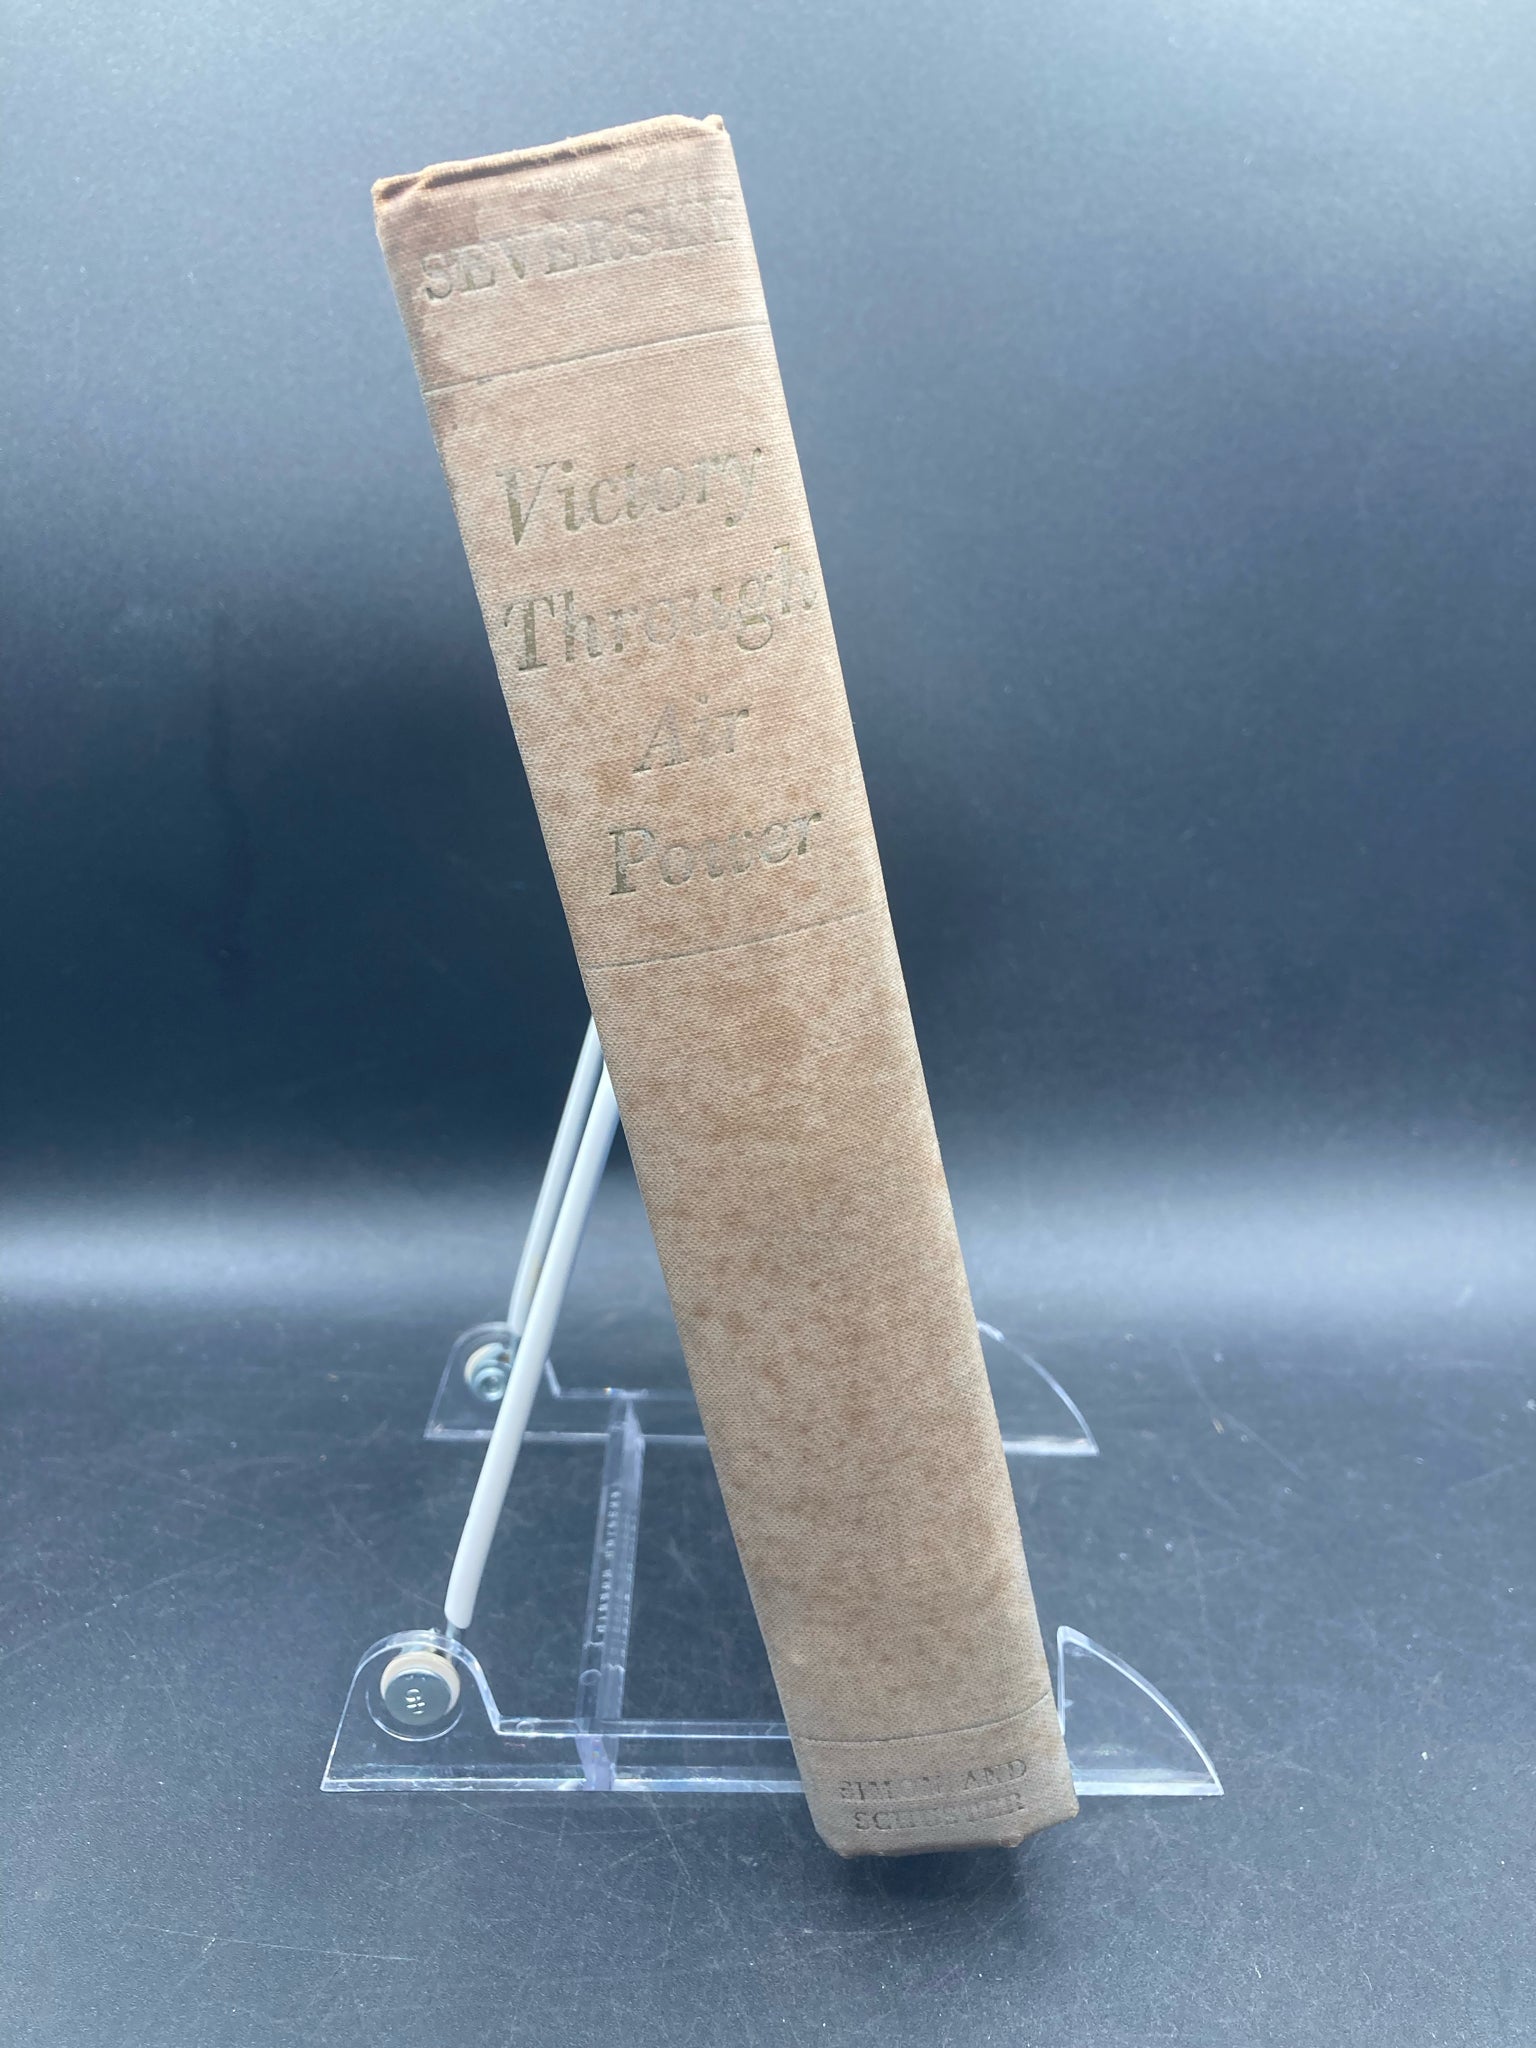 SEVERSKY
Victory
Through
Air
Power
SIMON AND
SCHUSTER